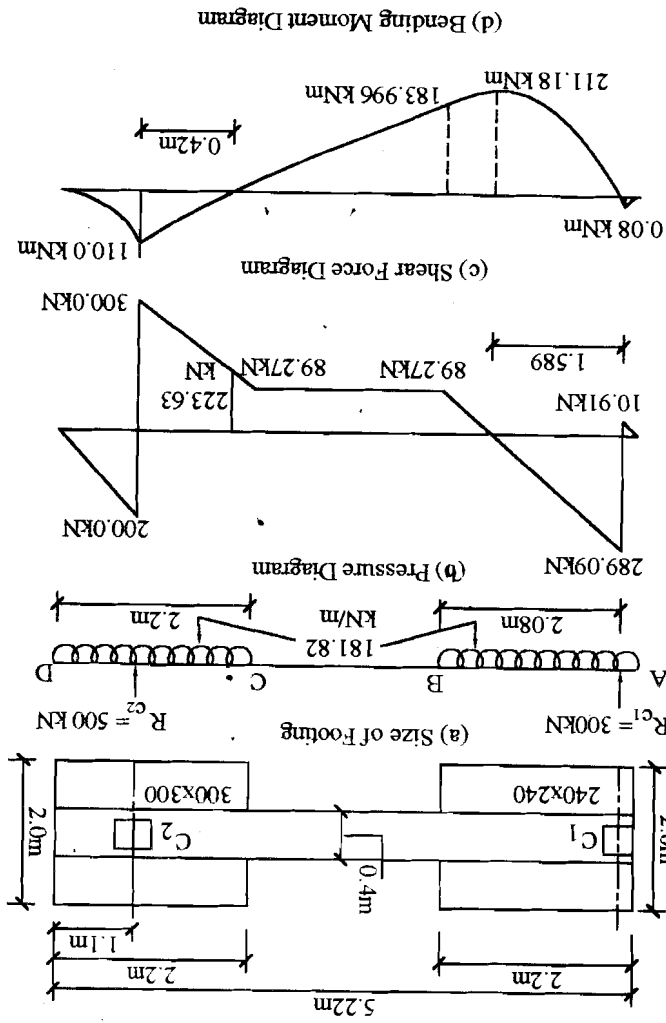 5.22m
2.2m
2.2m
1.1m
0.4m
C1
C2
2.0m
240x240
300x300
(a) Size of Footing
Rc1 = 300kN
Rc2 = 500 kN
A
B
C
D
2.08m
181.82
kN/m
2.2m
(b) Pressure Diagram
289.09kN
200.0kN
10.91kN
223.63
kN
1.589
89.27kN
89.27kN
300.0kN
(c) Shear Force Diagram
0.08 kNm
110.0 kNm
0.42m
211.18 kNm
183.996 kNm
(d) Bending Moment Diagram